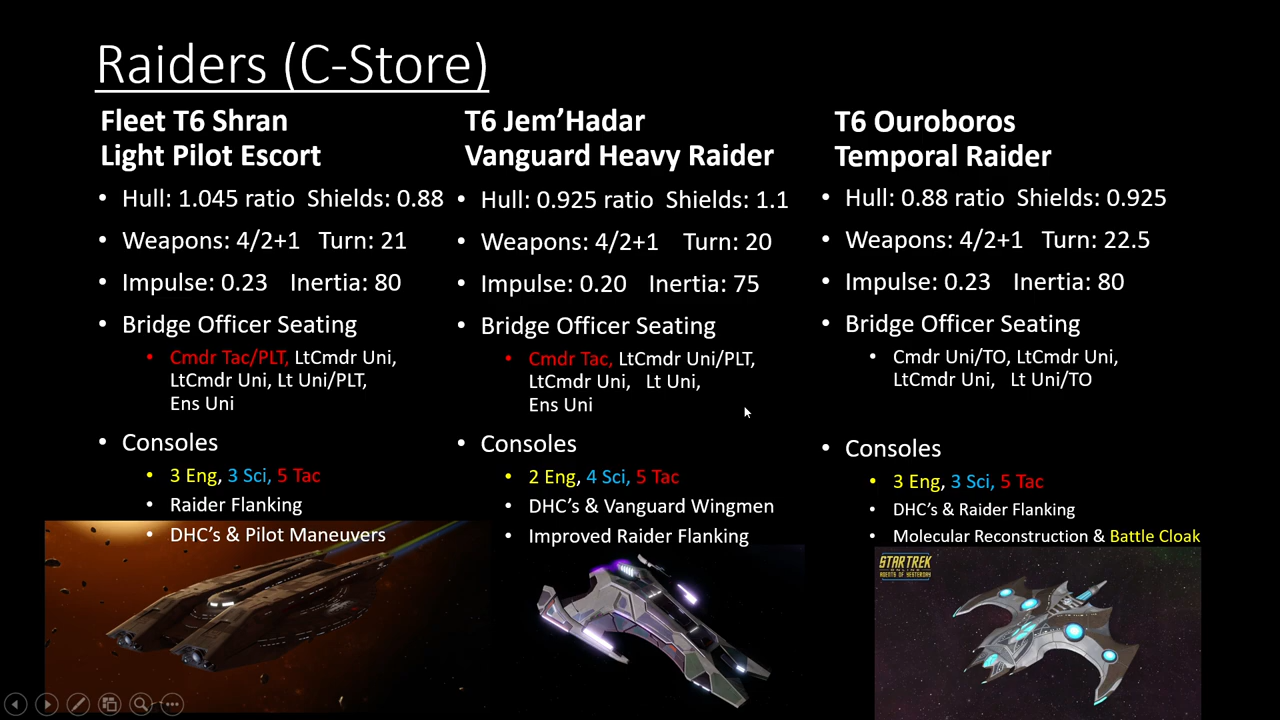 Raiders (C-Store)
Fleet T6 Shran
Light Pilot Escort
• Hull: 1.045 ratio Shields: 0.88
• Weapons: 4/2+1 Turn: 21
• Impulse: 0.23 Inertia: 80
• Bridge Officer Seating
• Cmdr Tac/PLT, LtCmdr Uni,
LtCmdr Uni, Lt Uni/PLT,
Ens Uni
• Consoles
• 3 Eng, 3 Sci, 5 Tac
• Raider Flanking
• DHC's & Pilot Maneuvers
T6 Jem'Hadar
Vanguard Heavy Raider
• Hull: 0.925 ratio Shields: 1.1
• Weapons: 4/2+1 Turn: 20
• Impulse: 0.20 Inertia: 75
• Bridge Officer Seating
• Cmdr Tac, LtCmdr Uni/PLT,
LtCmdr Uni, Lt Uni,
Ens Uni
• Consoles
• 2 Eng, 4 Sci, 5 Tac
• DHC's & Vanguard Wingmen
• Improved Raider Flanking
T6 Ouroboros
Temporal Raider
• Hull: 0.88 ratio Shields: 0.925
• Weapons: 4/2+1 Turn: 22.5
• Impulse: 0.23 Inertia: 80
• Bridge Officer Seating
• Cmdr Uni/TO, LtCmdr Uni,
LtCmdr Uni, Lt Uni/TO
• Consoles
• 3 Eng, 3 Sci, 5 Tac
• DHC's & Raider Flanking
• Molecular Reconstruction & Battle Cloak
STAR TREK
ONLINE
AGENTS OF YESTERDAY